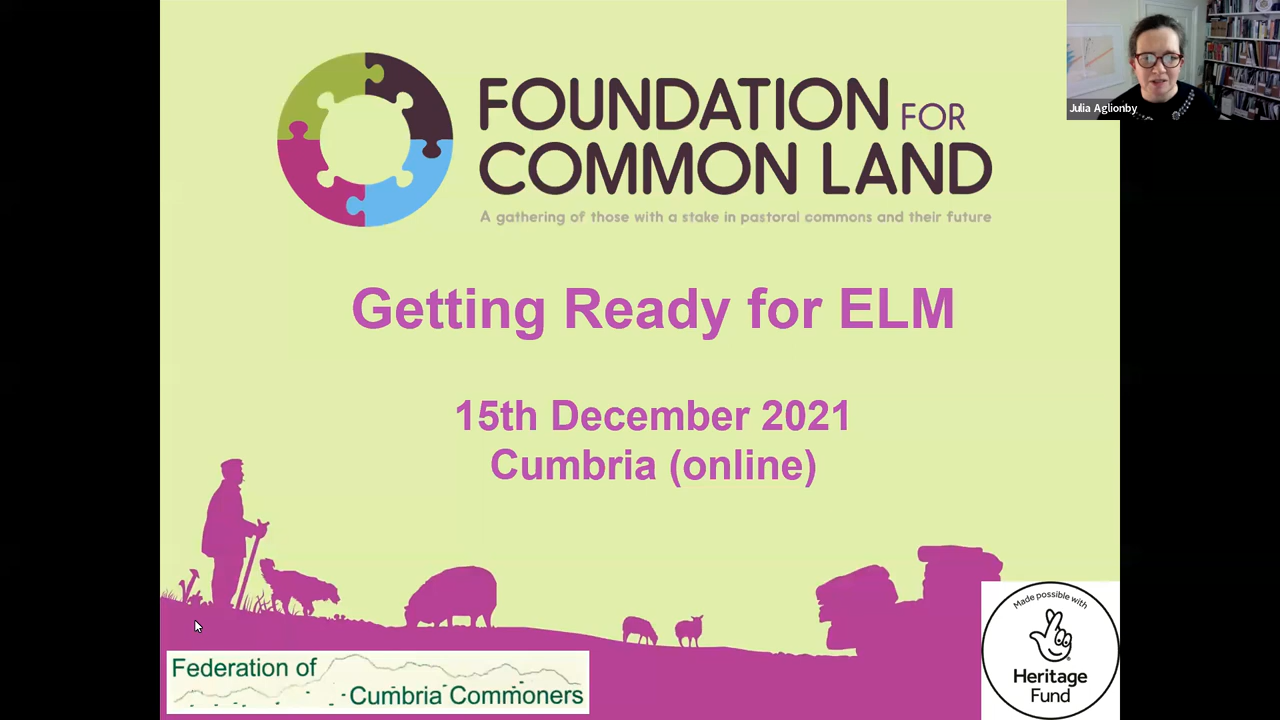 FOUNDATION FOR
COMMON LAND
A gathering of those with a stake in pastoral commons and their future
Getting Ready for ELM
15th December 2021
Cumbria (online)
Julia Aglionby
Federation of
Cumbria Commoners
Made possible with
Heritage
Fund